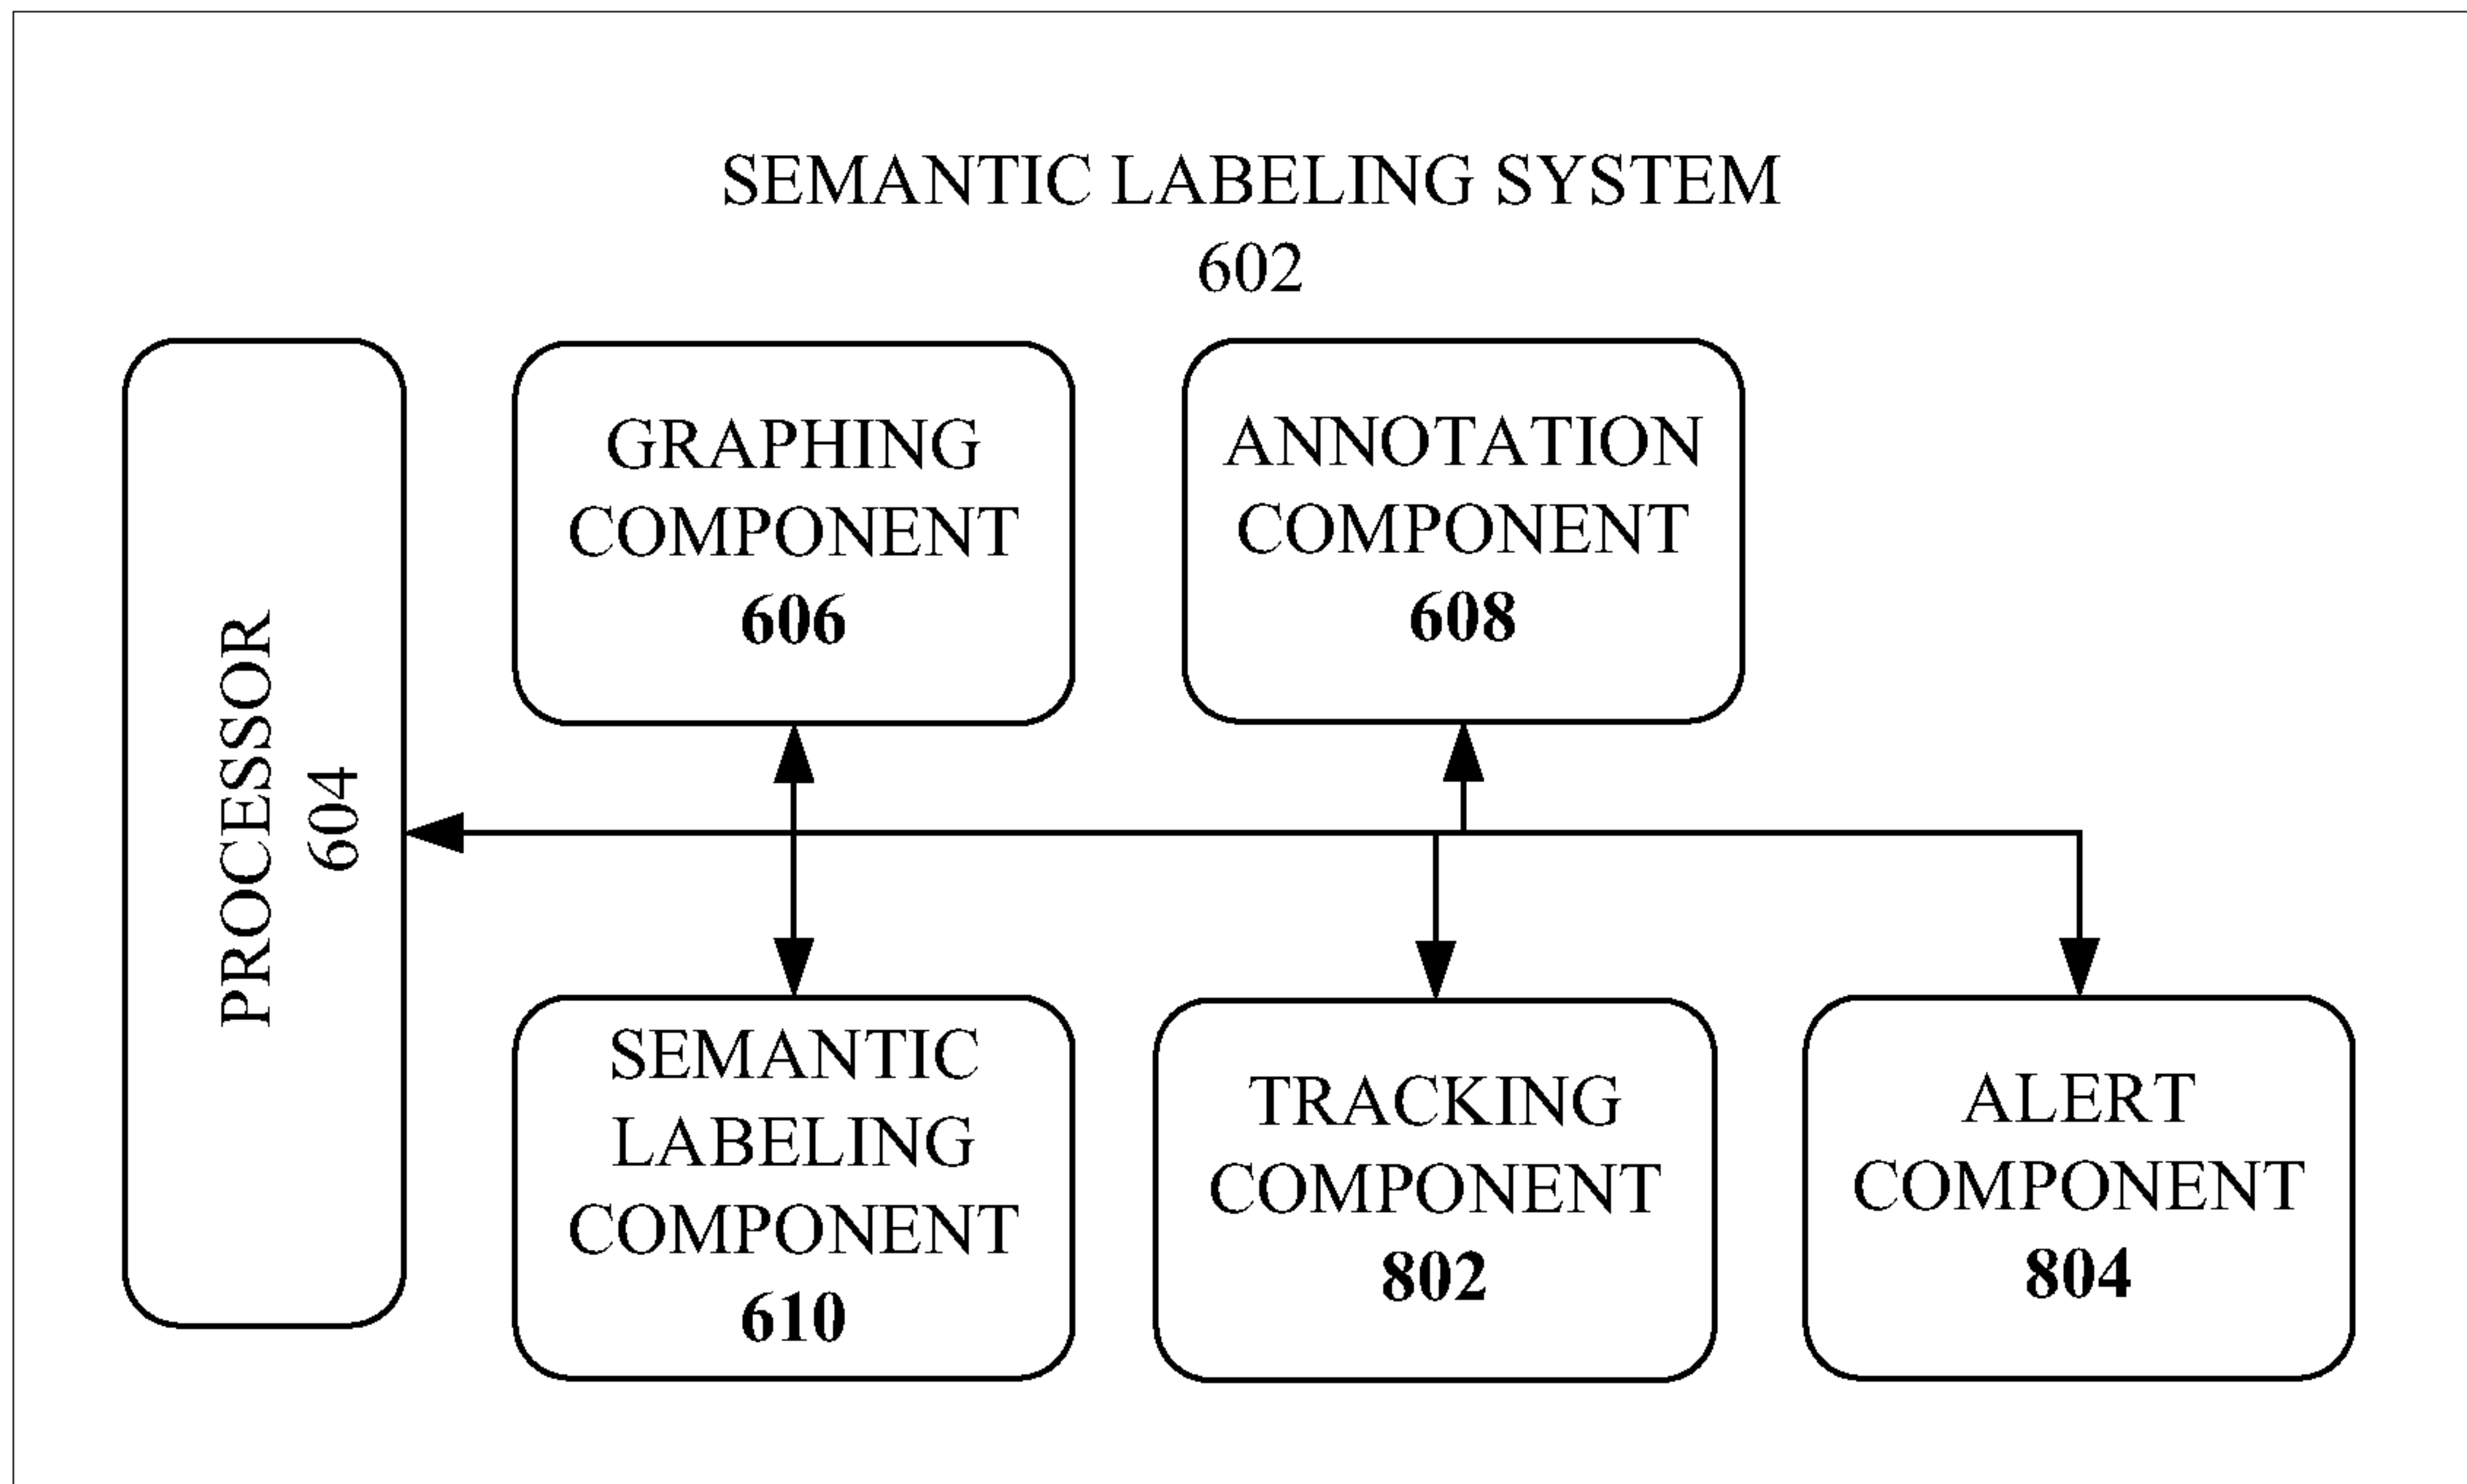 SEMANTIC LABELING SYSTEM
602
PROCESSOR
604
GRAPHING
COMPONENT
606
ANNOTATION
COMPONENT
608
SEMANTIC
LABELING
COMPONENT
610
TRACKING
COMPONENT
802
ALERT
COMPONENT
804